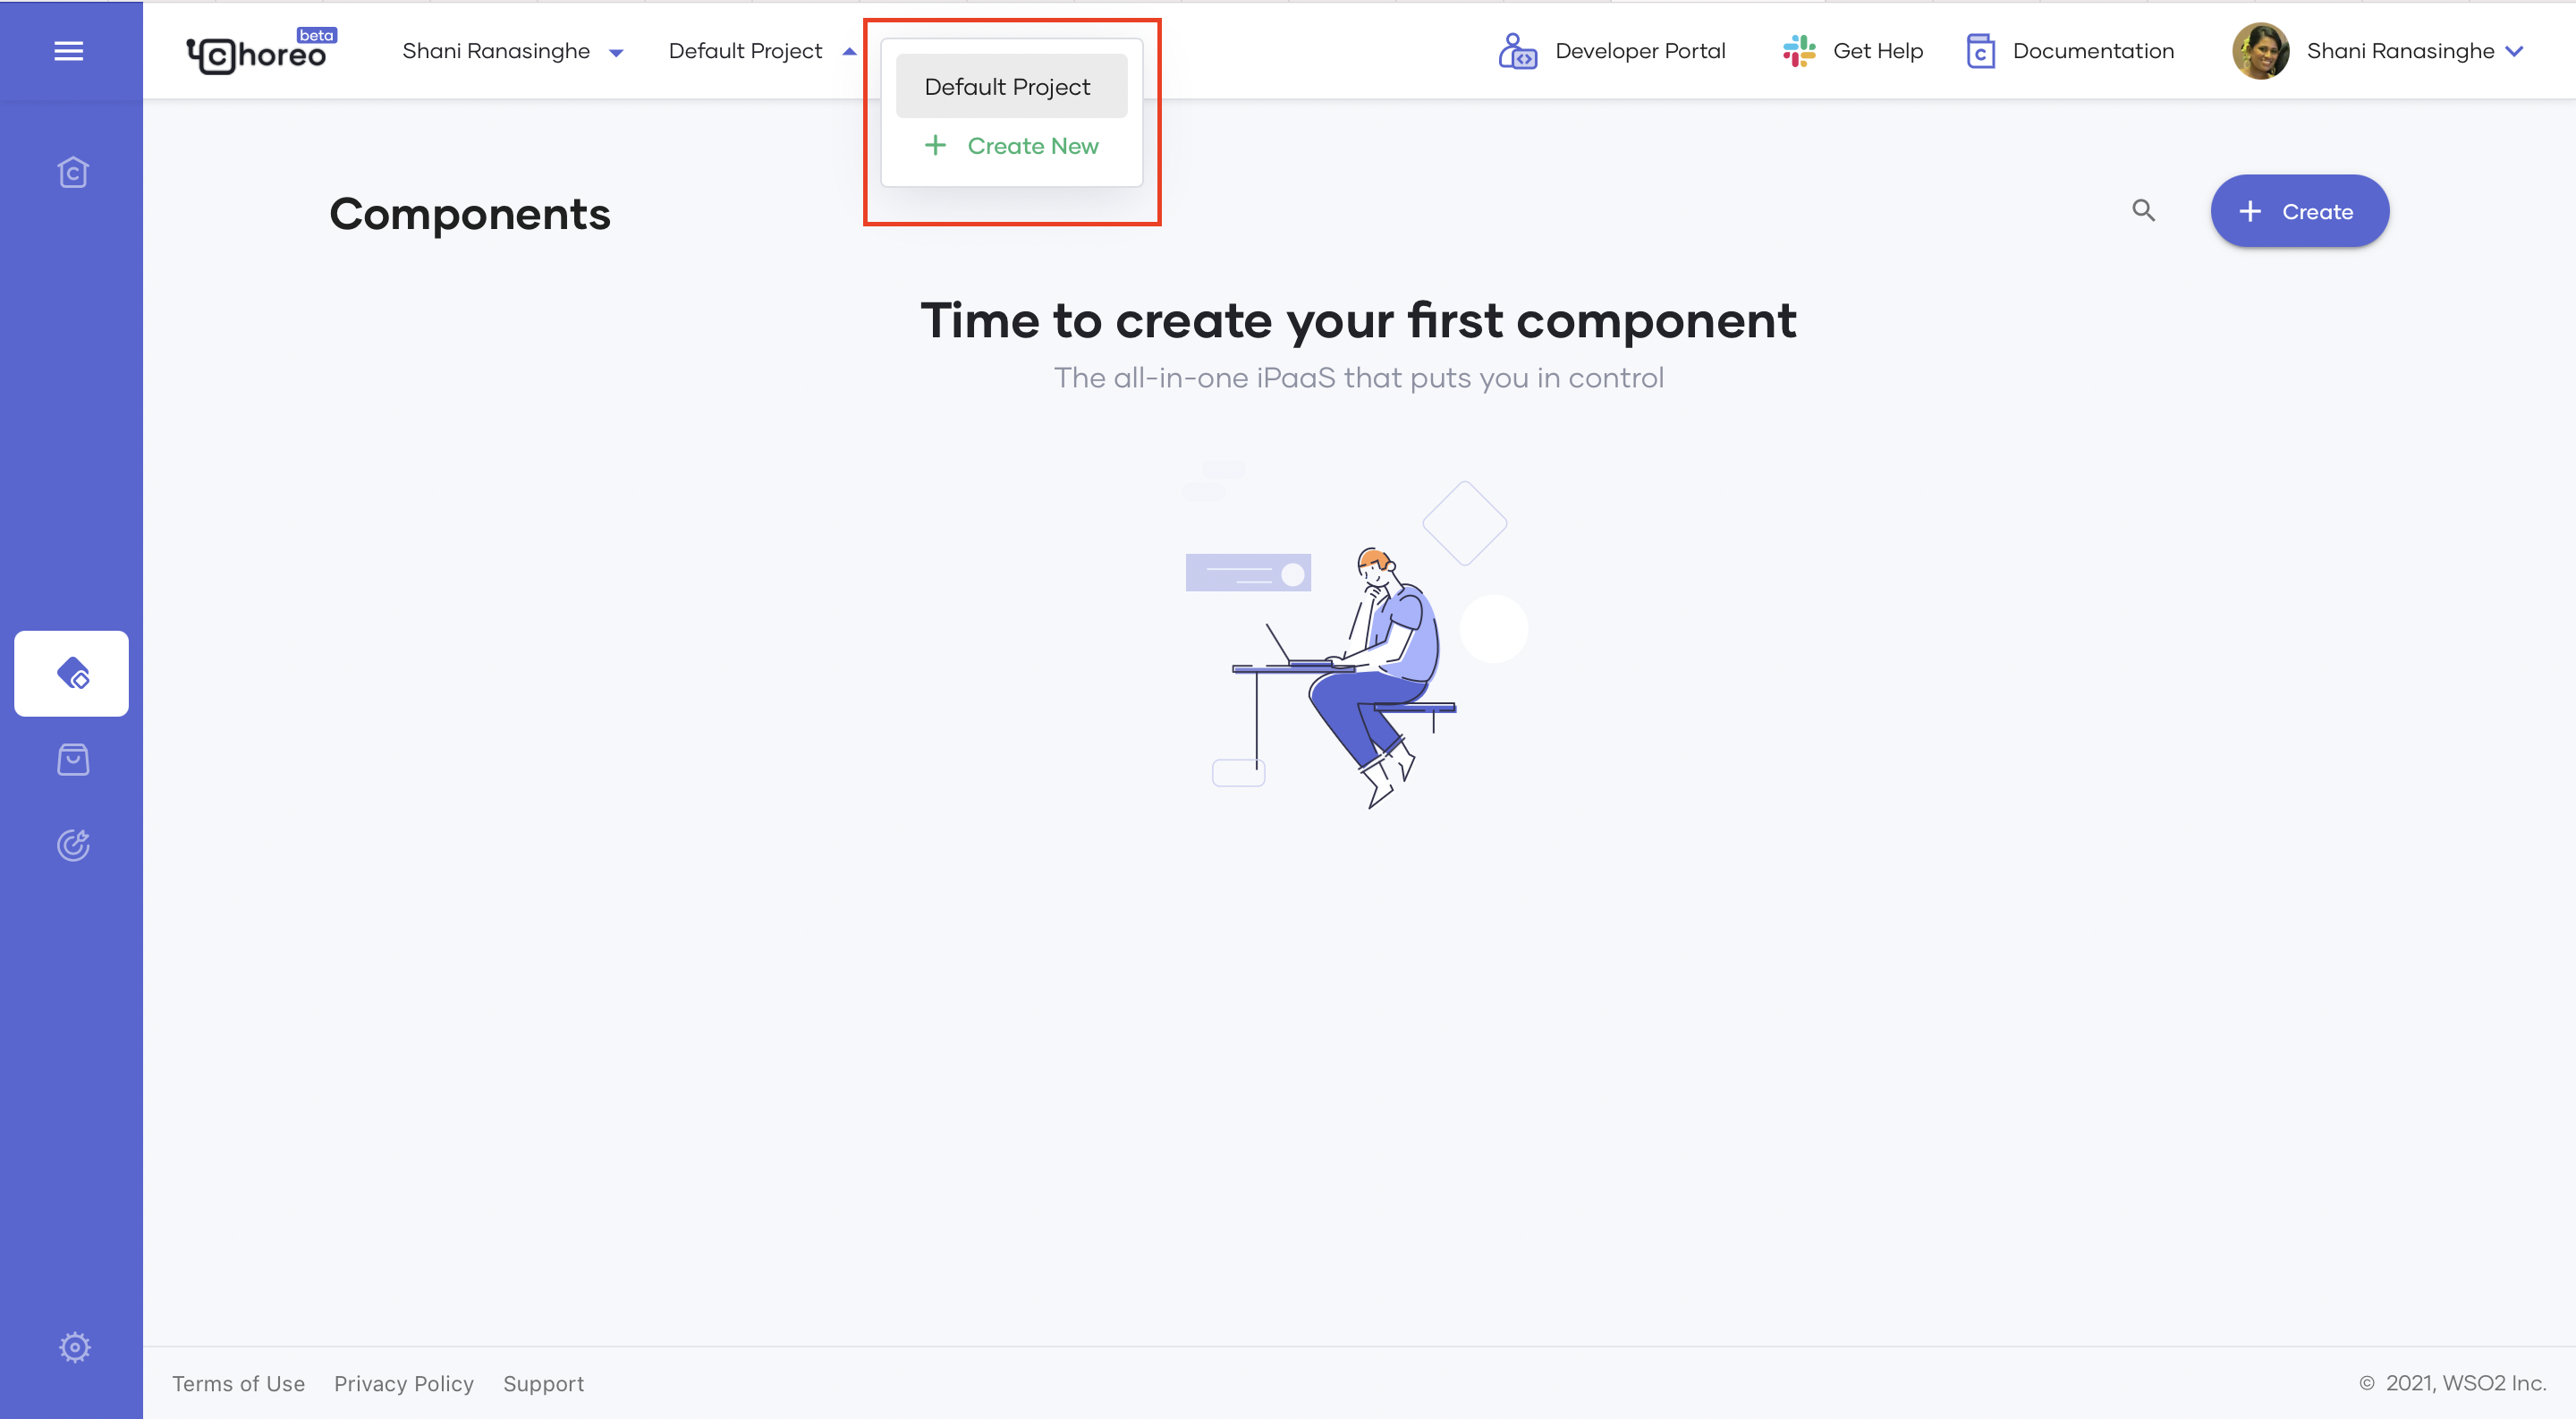 choreo beta
Shani Ranasinghe
Default Project
Default Project
Create New
Developer Portal
Get Help
Documentation
Shani Ranasinghe
Components
Create
Time to create your first component
The all-in-one iPaaS that puts you in control
Terms of Use
Privacy Policy
Support
© 2021, WSO2 Inc.